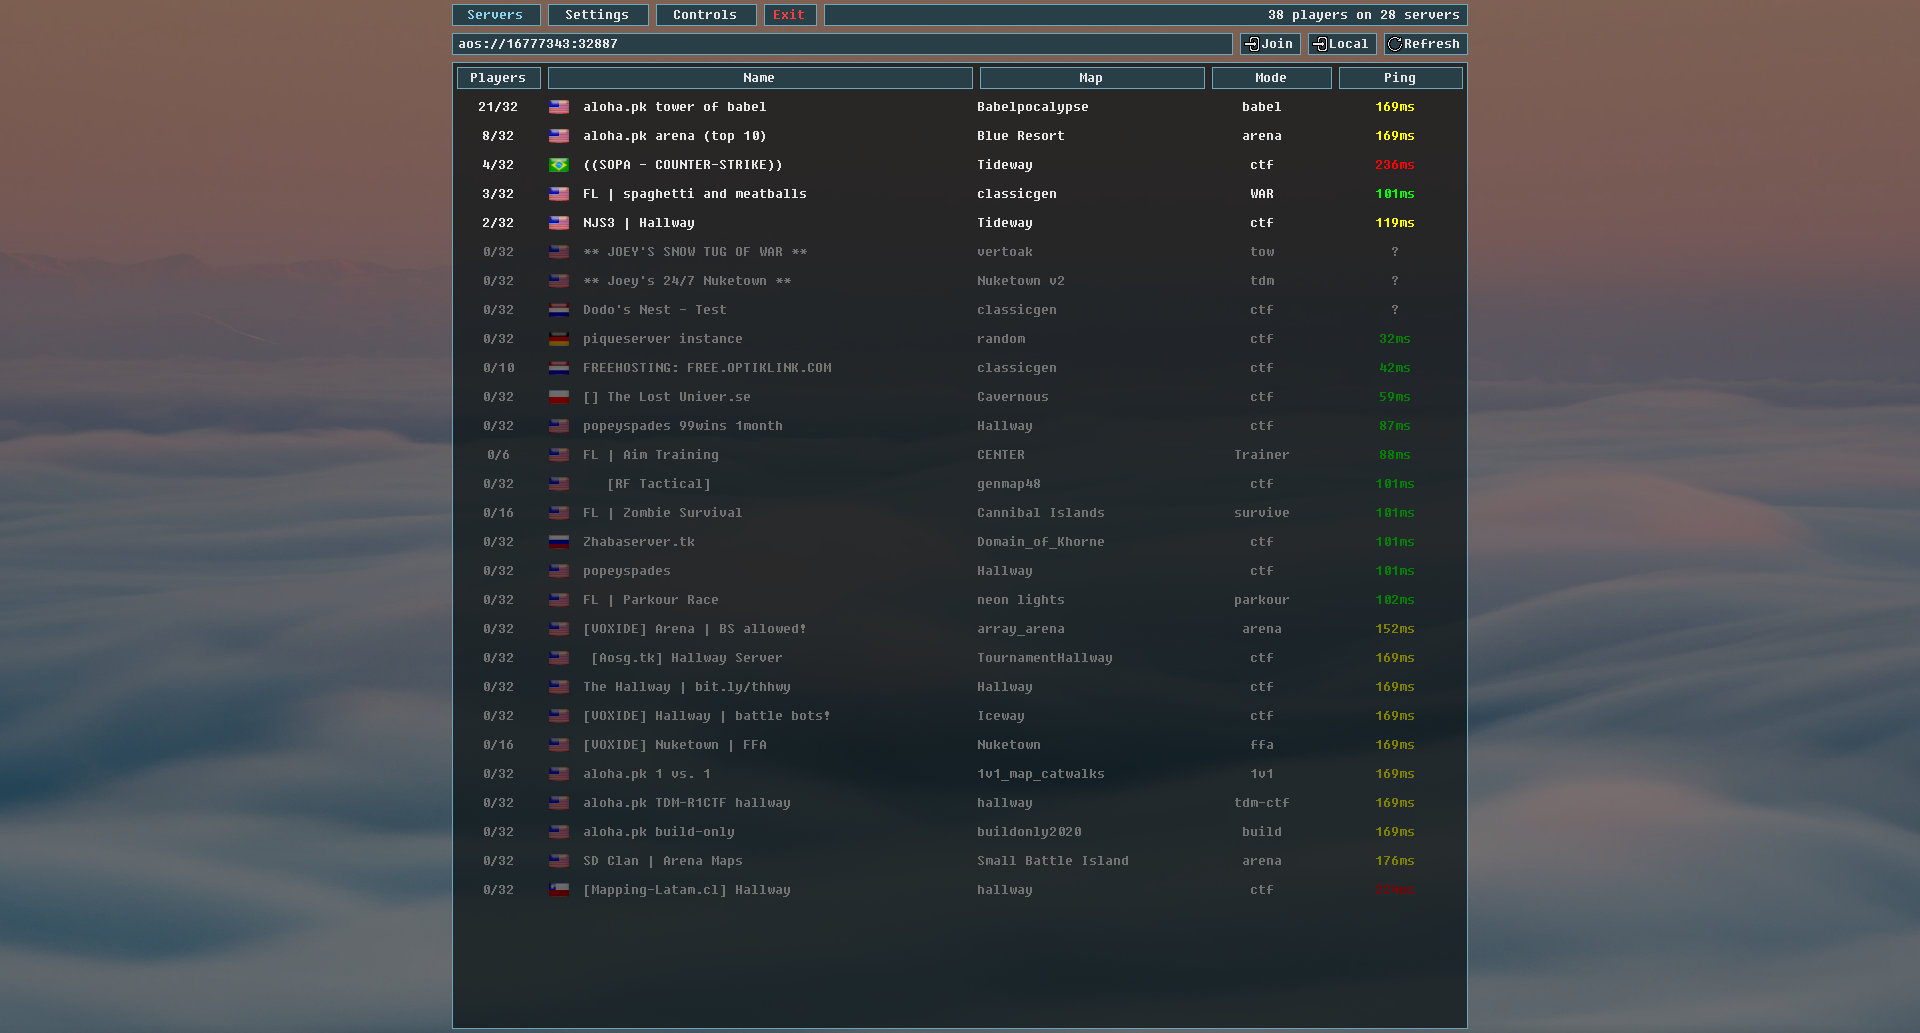 Servers Settings Controls Exit 38 players on 28 servers
aos://16777343:32887 Join Local Refresh
Players Name Map Mode Ping
21/32 aloha.pk tower of babel Babelpocalypse babel 169ms
8/32 aloha.pk arena (top 10) Blue Resort arena 169ms
4/32 ((SOPA - COUNTER-STRIKE)) Tideway ctf 236ms
3/32 FL | spaghetti and meatballs classicgen WAR 101ms
2/32 NJS3 | Hallway Tideway ctf 119ms
0/32 ** JOEY'S SNOW TUG OF WAR ** vertoak tow ?
0/32 ** Joey's 24/7 Nuketown ** Nuketown v2 tdm ?
0/32 Dodo's Nest - Test classicgen ctf ?
0/32 piqueserver instance random ctf 32ms
0/10 FREEHOSTING: FREE.OPTIKLINK.COM classicgen ctf 42ms
0/32 [] The Lost Univer.se Cavernous ctf 59ms
0/32 popeyspades 99wins 1month Hallway ctf 87ms
0/6 FL | Aim Training CENTER Trainer 88ms
0/32 [RF Tactical] genmap48 ctf 101ms
0/16 FL | Zombie Survival Cannibal Islands survive 101ms
0/32 Zhabaserver.tk Domain_of_Khorne ctf 101ms
0/32 popeyspades Hallway ctf 101ms
0/32 FL | Parkour Race neon lights parkour 102ms
0/32 [VOXIDE] Arena | BS allowed! array_arena arena 152ms
0/32 [Aosg.tk] Hallway Server TournamentHallway ctf 169ms
0/32 The Hallway | bit.ly/thhwy Hallway ctf 169ms
0/32 [VOXIDE] Hallway | battle bots! Iceway ctf 169ms
0/16 [VOXIDE] Nuketown | FFA Nuketown ffa 169ms
0/32 aloha.pk 1 vs. 1 1v1_map_catwalks 1v1 169ms
0/32 aloha.pk TDM-R1CTF hallway hallway tdm-ctf 169ms
0/32 aloha.pk build-only buildonly2020 build 169ms
0/32 SD Clan | Arena Maps Small Battle Island arena 176ms
0/32 [Mapping-Latam.cl] Hallway hallway ctf